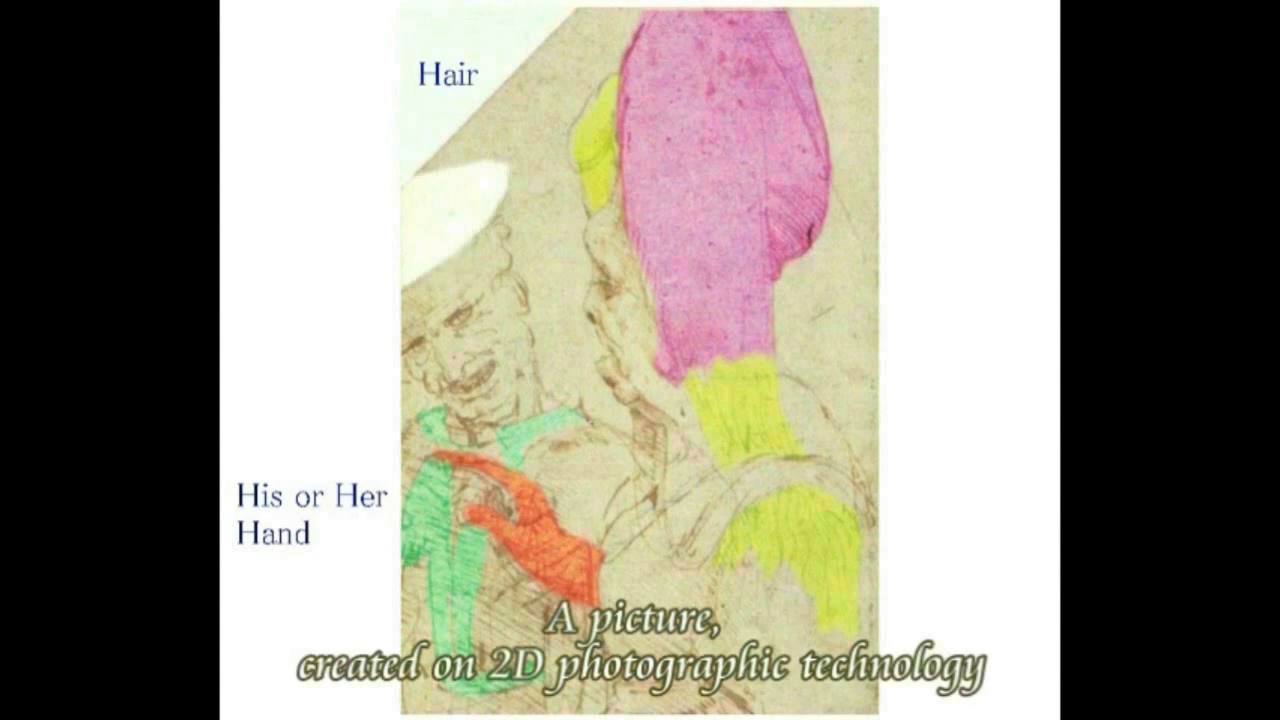 Hair
His or Her
Hand
A picture,
created on 2D photographic technology